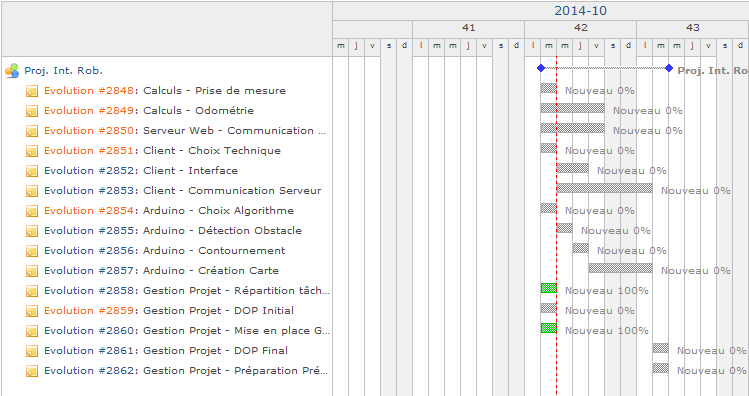 2014-10
41 42 43
m j v s d l m m j v s d l m m j v s d l m m j v s d
Proj. Int. Rob. Proj. Int. Ro
Evolution #2848: Calculs - Prise de mesure Nouveau 0%
Evolution #2849: Calculs - Odométrie Nouveau 0%
Evolution #2850: Serveur Web - Communication ... Nouveau 0%
Evolution #2851: Client - Choix Technique Nouveau 0%
Evolution #2852: Client - Interface Nouveau 0%
Evolution #2853: Client - Communication Serveur Nouveau 0%
Evolution #2854: Arduino - Choix Algorithme Nouveau 0%
Evolution #2855: Arduino - Détection Obstacle Nouveau 0%
Evolution #2856: Arduino - Contournement Nouveau 0%
Evolution #2857: Arduino - Création Carte Nouveau 0%
Evolution #2858: Gestion Projet - Répartition tâch... Nouveau 100%
Evolution #2859: Gestion Projet - DOP Initial Nouveau 0%
Evolution #2860: Gestion Projet - Mise en place G... Nouveau 100%
Evolution #2861: Gestion Projet - DOP Final Nouveau 0%
Evolution #2862: Gestion Projet - Préparation Pré... Nouveau 0%